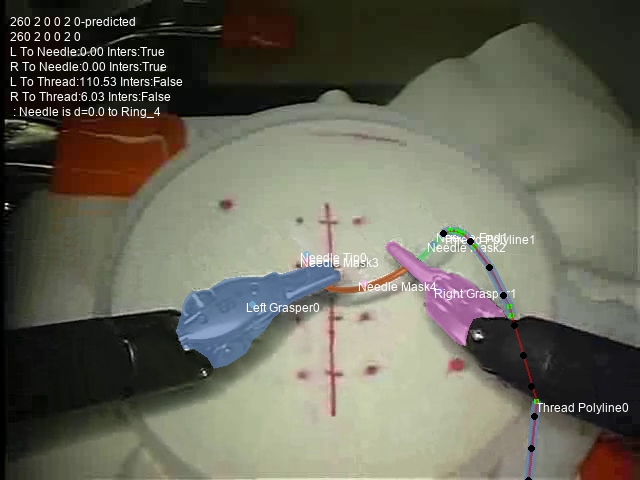 260 2 0 0 2 0-predicted
260 2 0 0 2 0
L To Needle:0.00 Inters:True
R To Needle:0.00 Inters:True
L To Thread:110.53 Inters:False
R To Thread:6.03 Inters:False
: Needle is d=0.0 to Ring_4
Thread Polyline1
Needle Mask2
Needle Tip0
Needle Mask3
Needle Mask4
Right Grasper1
Left Grasper0
Thread Polyline0